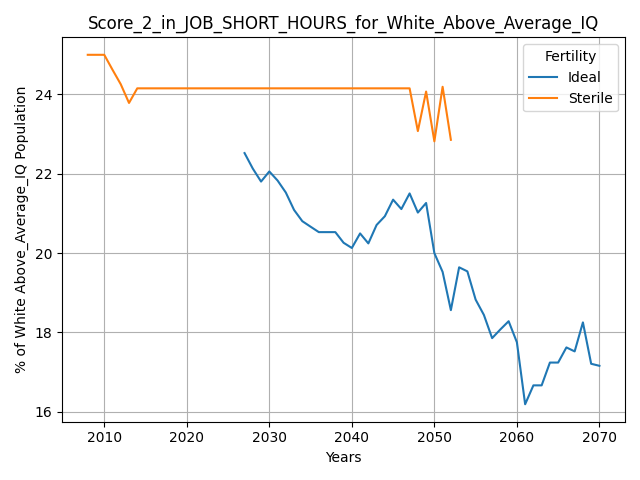 Score_2_in_JOB_SHORT_HOURS_for_White_Above_Average_IQ
Fertility
Ideal
Sterile
% of White Above_Average_IQ Population
24
22
20
18
16
2010 2020 2030 2040 2050 2060 2070
Years